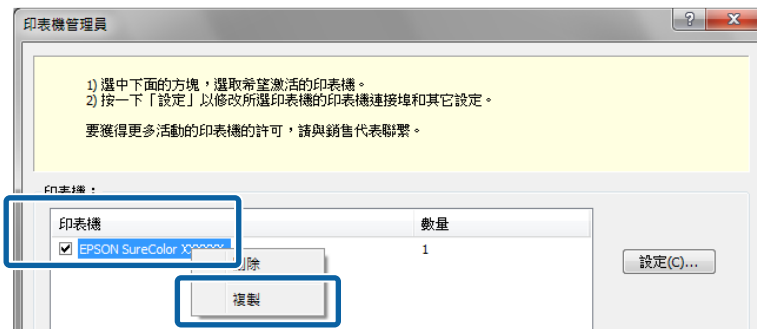 印表機管理員
1) 選中下面的方塊，選取希望激活的印表機。
2) 按一下「設定」以修改所選印表機的印表機連接埠和其它設定。
要獲得更多活動的印表機的許可，請與銷售代表聯繫。
印表機：
印表機 數量
EPSON SureColor 1
設定(C)...
複製